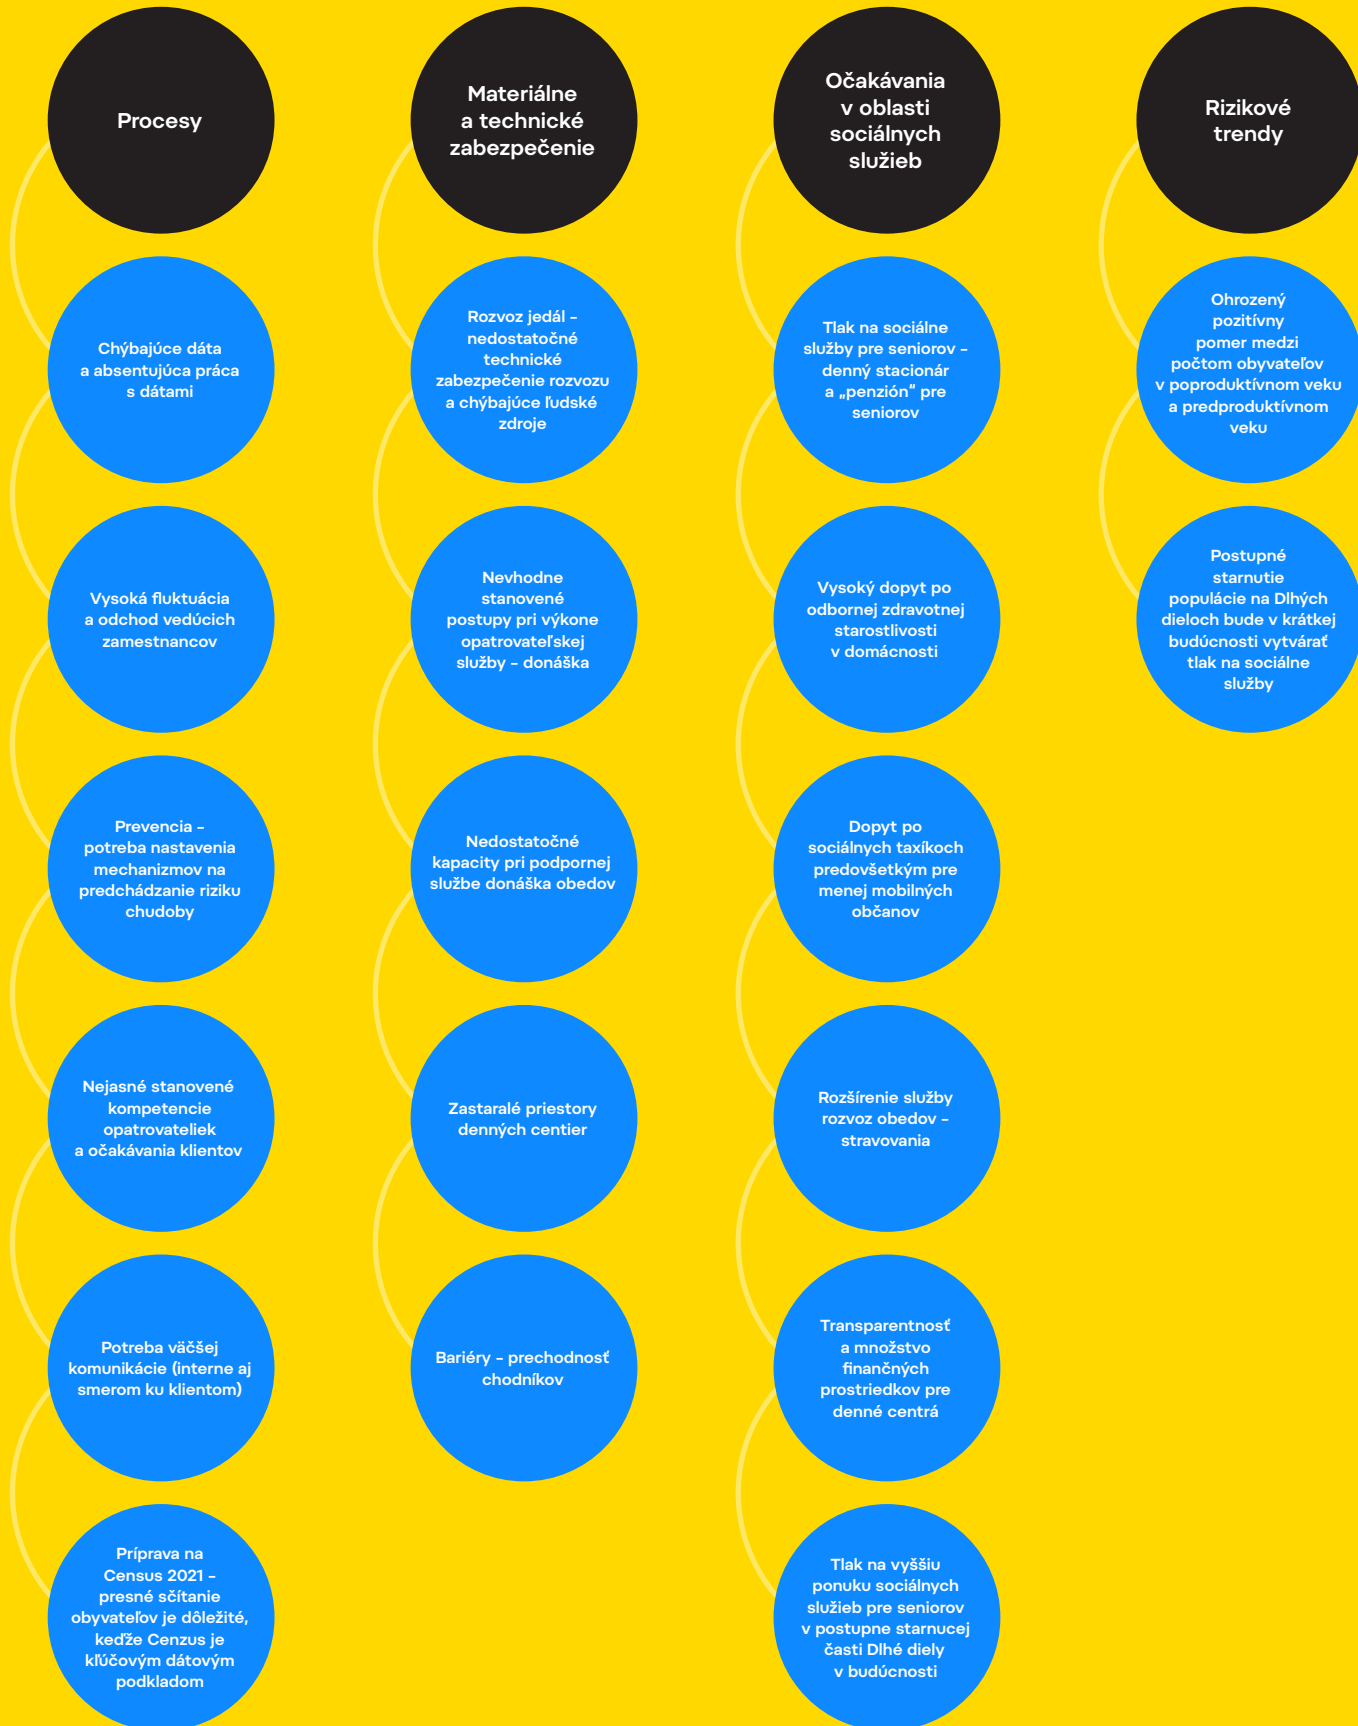 Procesy
Chýbajúce dáta
a absentujúca práca
s dátami
Vysoká fluktuácia
a odchod vedúcich
zamestnancov
Prevencia –
potreba nastavenia
mechanizmov na
predchádzanie riziku
chudoby
Nejasné stanovené
kompetencie
opatrovateliek
a očakávania klientov
Potreba väčšej
komunikácie (interne aj
smerom ku klientom)
Príprava na
Census 2021 –
presné sčítanie
obyvateľov je dôležité,
keďže Cenzus je
kľúčovým dátovým
podkladom
Materiálne
a technické
zabezpečenie
Rozvoz jedál –
nedostatočné
technické
zabezpečenie rozvozu
a chýbajúce ľudské
zdroje
Nevhodne
stanovené
postupy pri výkone
opatrovateľskej
služby – donáška
Nedostatočné
kapacity pri podpornej
službe donáška obedov
Zastaralé priestory
denných centier
Bariéry – prechodnosť
chodníkov
Očakávania
v oblasti
sociálnych
služieb
Tlak na sociálne
služby pre seniorov –
denný stacionár
a „penzión“ pre
seniorov
Vysoký dopyt po
odbornej zdravotnej
starostlivosti
v domácnosti
Dopyt po
sociálnych taxíkoch
predovšetkým pre
menej mobilných
občanov
Rozšírenie služby
rozvoz obedov –
stravovania
Transparentnosť
a množstvo
finančných
prostriedkov pre
denné centrá
Tlak na vyššiu
ponuku sociálnych
služieb pre seniorov
v postupne starnucej
časti Dlhé diely
v budúcnosti
Rizikové
trendy
Ohrozený
pozitívny
pomer medzi
počtom obyvateľov
v poproduktívnom veku
a predproduktívnom
veku
Postupné
starnutie
populácie na Dlhých
dieloch bude v krátkej
budúcnosti vytvárať
tlak na sociálne
služby